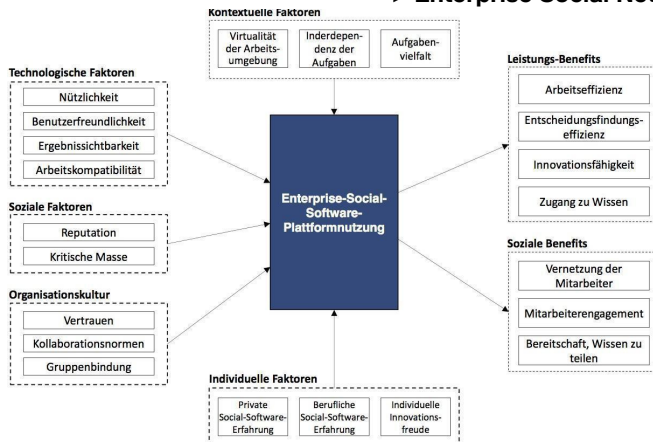 Enterprise Social
Kontextuelle Faktoren
Virtualität
der Arbeits-
umgebung
Inderdepen-
denz der
Aufgaben
Aufgaben-
vielfalt
Technologische Faktoren
Nützlichkeit
Benutzerfreundlichkeit
Ergebnissichtbarkeit
Arbeitskompatibilität
Soziale Faktoren
Reputation
Kritische Masse
Organisationskultur
Vertrauen
Kollaborationsnormen
Gruppenbindung
Enterprise-Social-
Software-
Plattformnutzung
Leistungs-Benefits
Arbeitseffizienz
Entscheidungsfindungs-
effizienz
Innovationsfähigkeit
Zugang zu Wissen
Soziale Benefits
Vernetzung der
Mitarbeiter
Mitarbeiterengagement
Bereitschaft, Wissen zu
teilen
Individuelle Faktoren
Private
Social-Software-
Erfahrung
Berufliche
Social-Software-
Erfahrung
Individuelle
Innovations-
freude